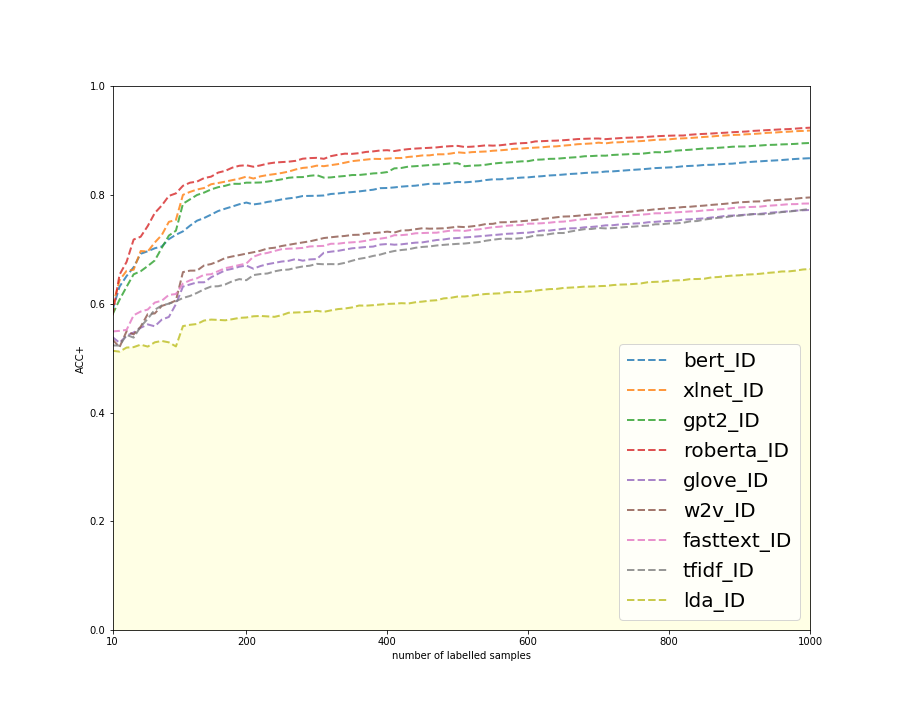 1.0
0.8
0.6
0.4
0.2
0.0
ACC+
10
200
400
600
800
1000
number of labelled samples
bert_ID
xlnet_ID
gpt2_ID
roberta_ID
glove_ID
w2v_ID
fasttext_ID
tfidf_ID
lda_ID